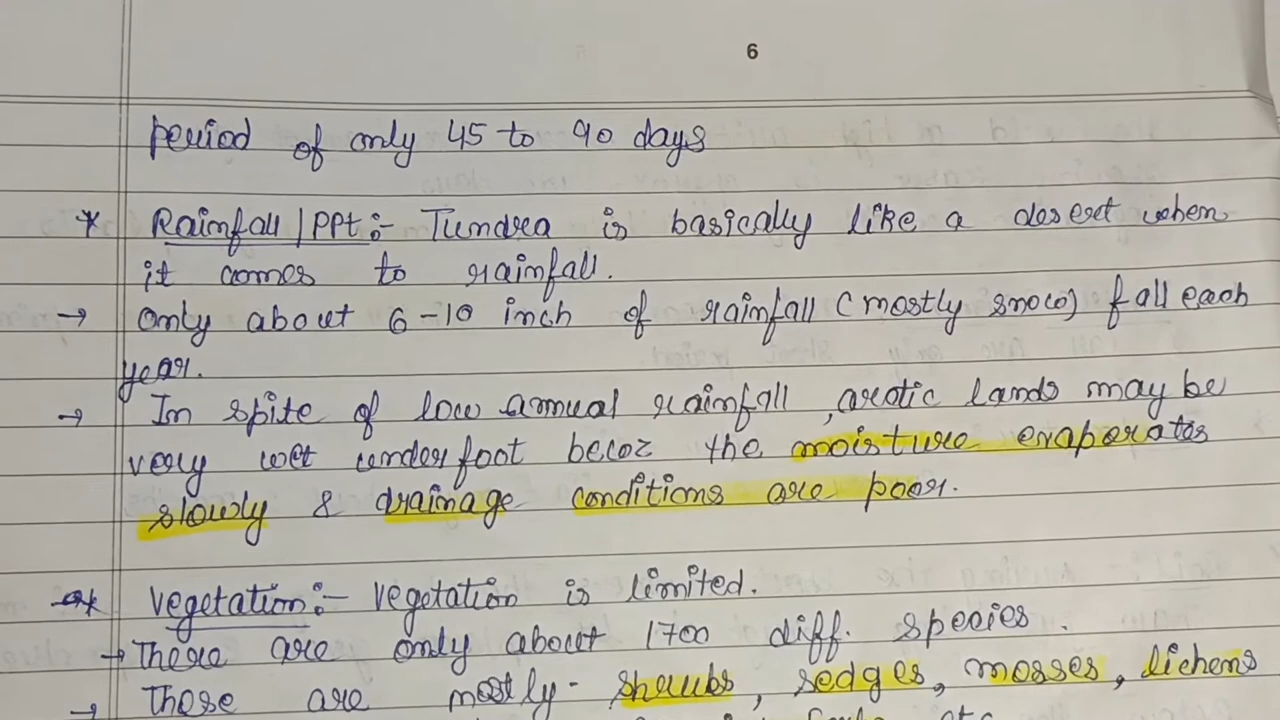 6
period of only 45 to 90 days
* Rainfall / PPt :- Tundra is basically like a desert when
it comes to rainfall.
→ Only about 6-10 inch of rainfall (mostly snow) fall each
year.
→ In spite of low annual rainfall, arctic lands may be
very wet underfoot becoz the moisture evaporates
slowly & drainage conditions are poor.
* Vegetation :- Vegetation is limited.
→ There are only about 1700 diff. species.
→ These are mostly - shrubs, sedges, mosses, lichens
etc